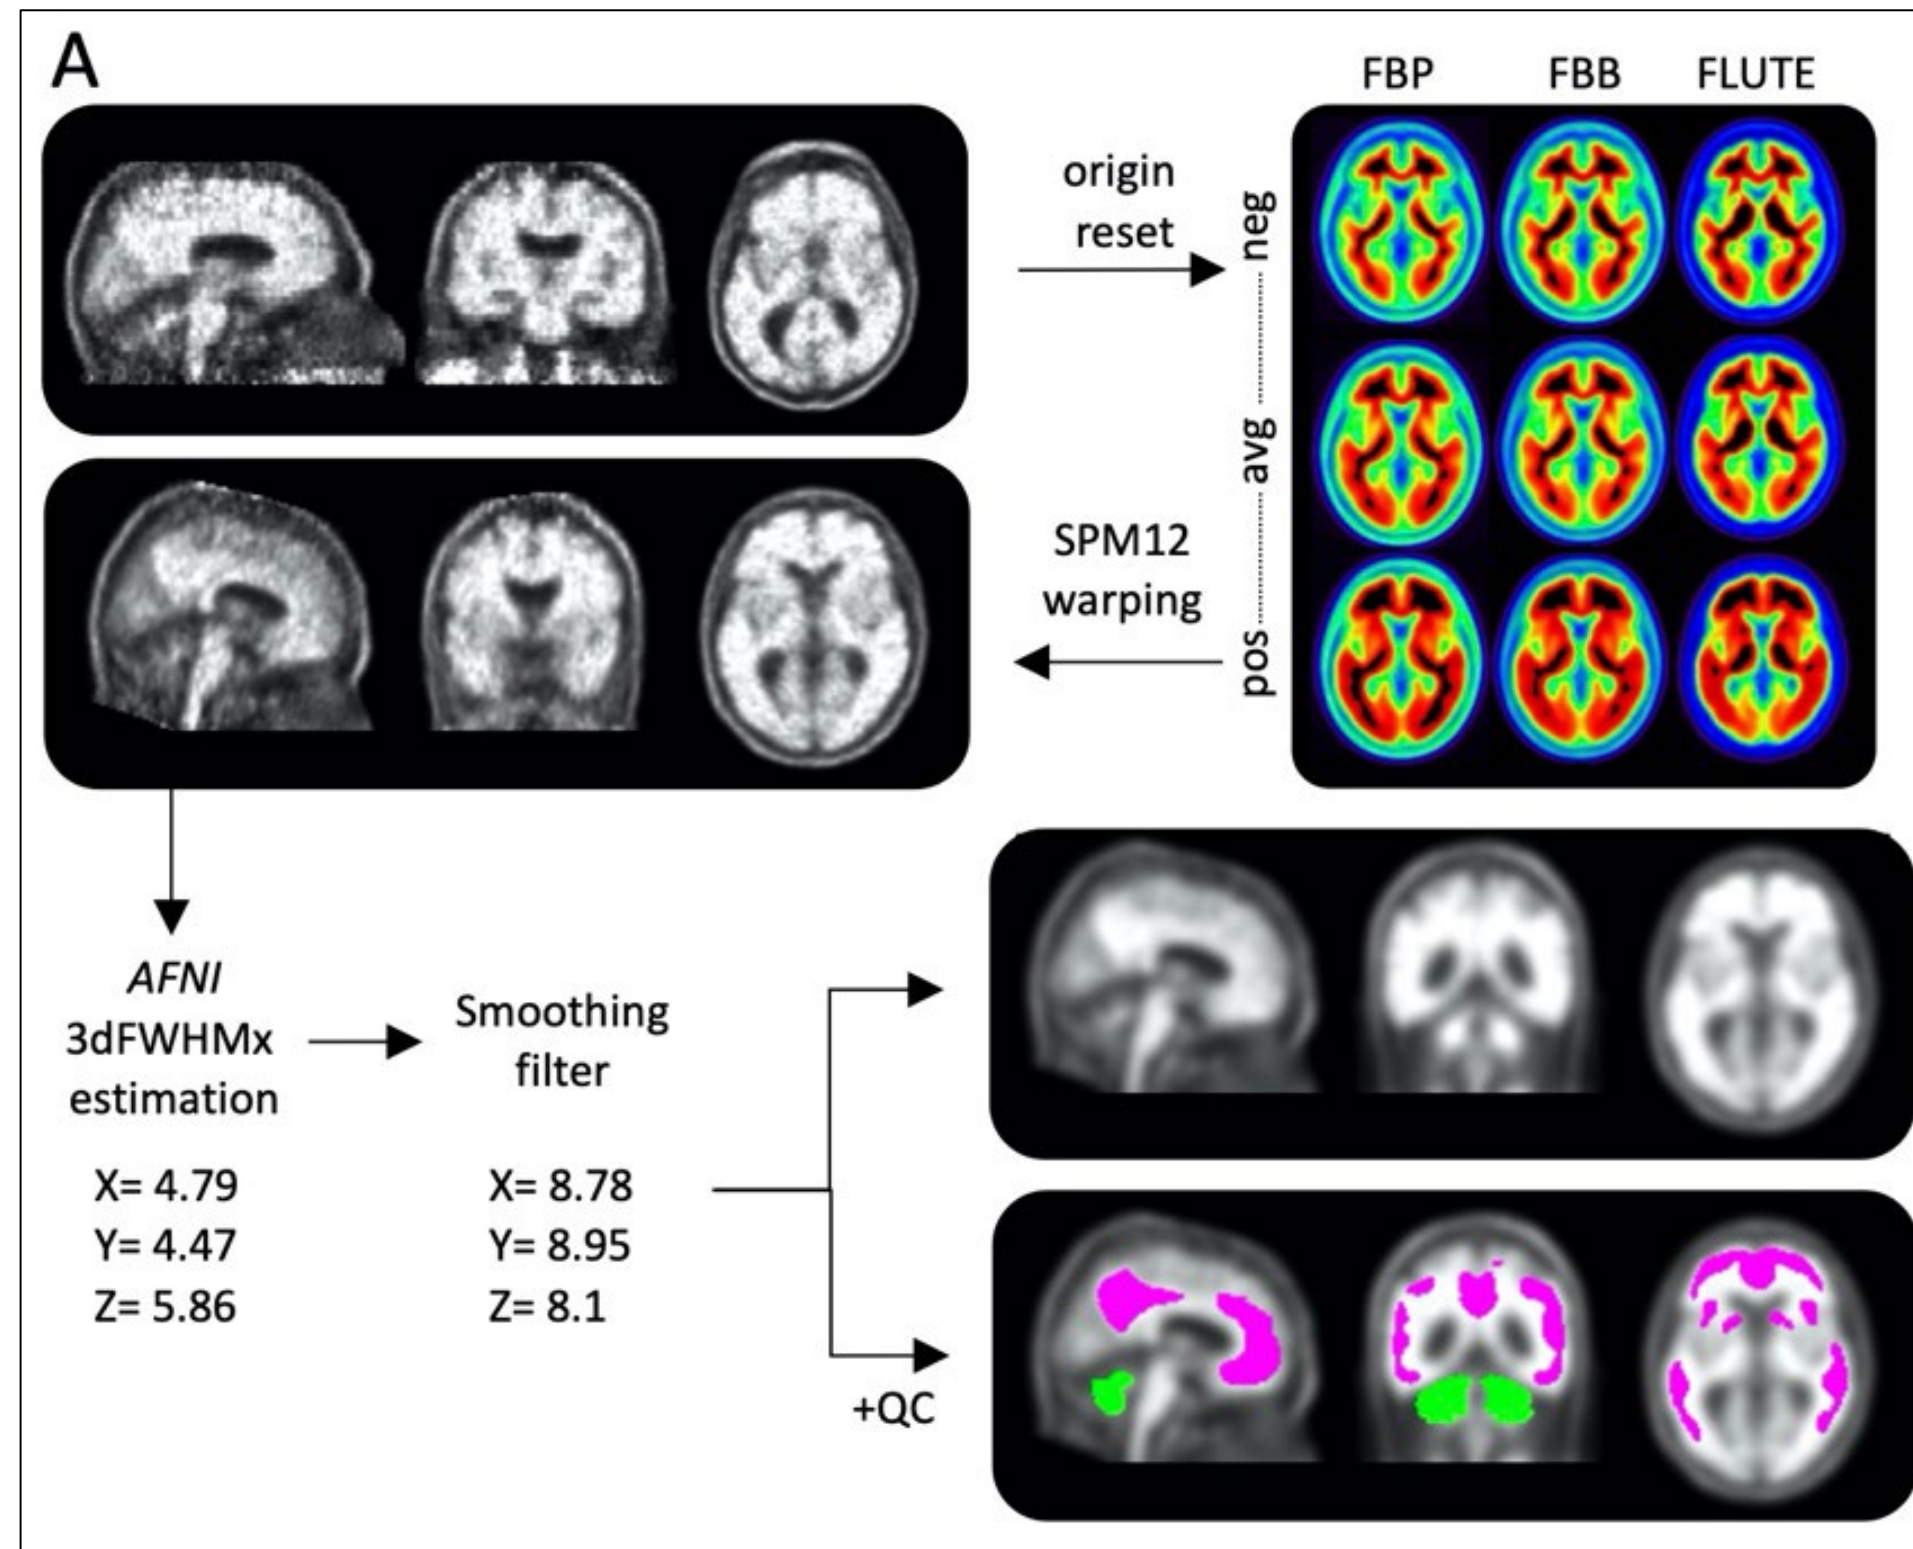 A
FBP FBB FLUTE
origin
reset
neg
avg
pos
SPM12
warping
AFNI
3dFWHMx
estimation
X= 4.79
Y= 4.47
Z= 5.86
Smoothing
filter
X= 8.78
Y= 8.95
Z= 8.1
+QC